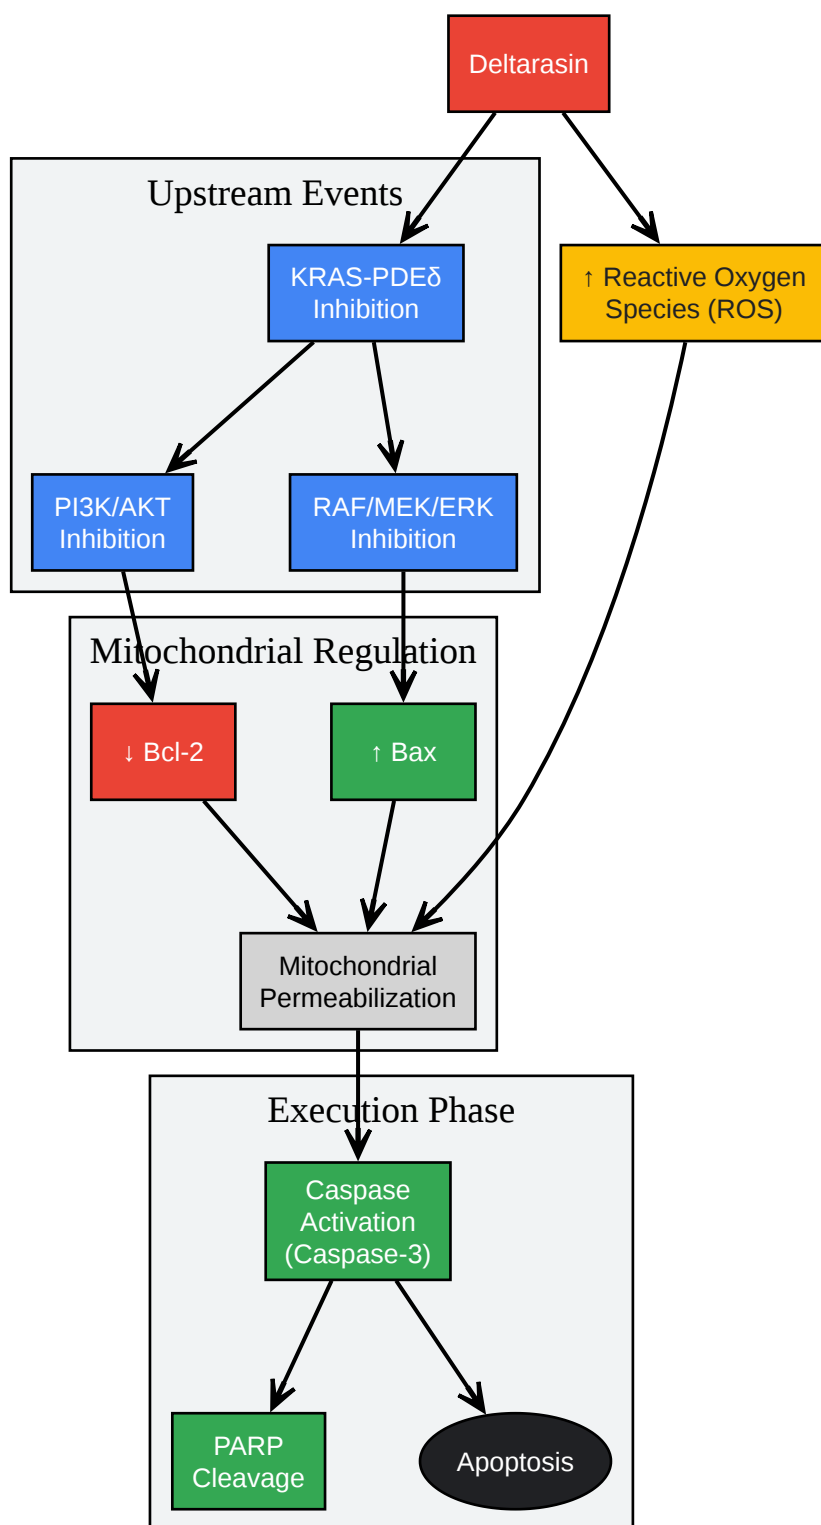 Deltarasin
Upstream Events
KRAS-PDEδ
Inhibition
↑ Reactive Oxygen
Species (ROS)
PI3K/AKT
Inhibition
RAF/MEK/ERK
Inhibition
Mitochondrial Regulation
↓ Bcl-2
↑ Bax
Mitochondrial
Permeabilization
Execution Phase
Caspase
Activation
(Caspase-3)
PARP
Cleavage
Apoptosis